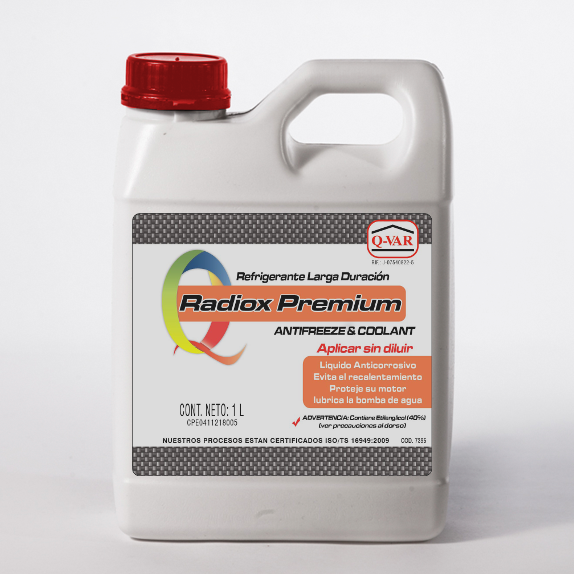 Q-VAR
Refrigerante Larga Duración
Radiox Premium
ANTIFREEZE & COOLANT
Aplicar sin diluir
Líquido Anticorrosivo
Evita el recalentamiento
Proteje su motor
lubrica la bomba de agua
CONT. NETO: 1 L
CPE0411218005
ADVERTENCIA: Contiene Etilenglicol (40%)
(ver precauciones al dorso)
NUESTROS PROCESOS ESTAN CERTIFICADOS ISO/TS 16949:2009